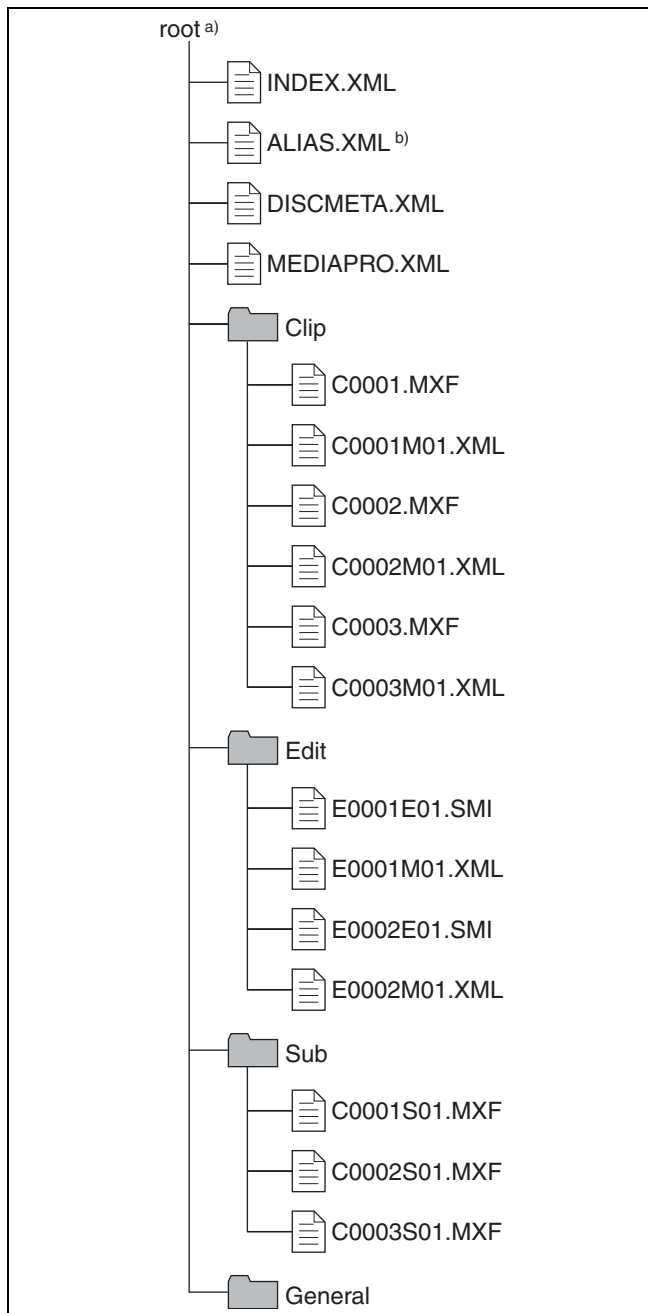 root a)
INDEX.XML
ALIAS.XML b)
DISCMETA.XML
MEDIAPRO.XML
Clip
C0001.MXF
C0001M01.XML
C0002.MXF
C0002M01.XML
C0003.MXF
C0003M01.XML
Edit
E0001E01.SMI
E0001M01.XML
E0002E01.SMI
E0002M01.XML
Sub
C0001S01.MXF
C0002S01.MXF
C0003S01.MXF
General